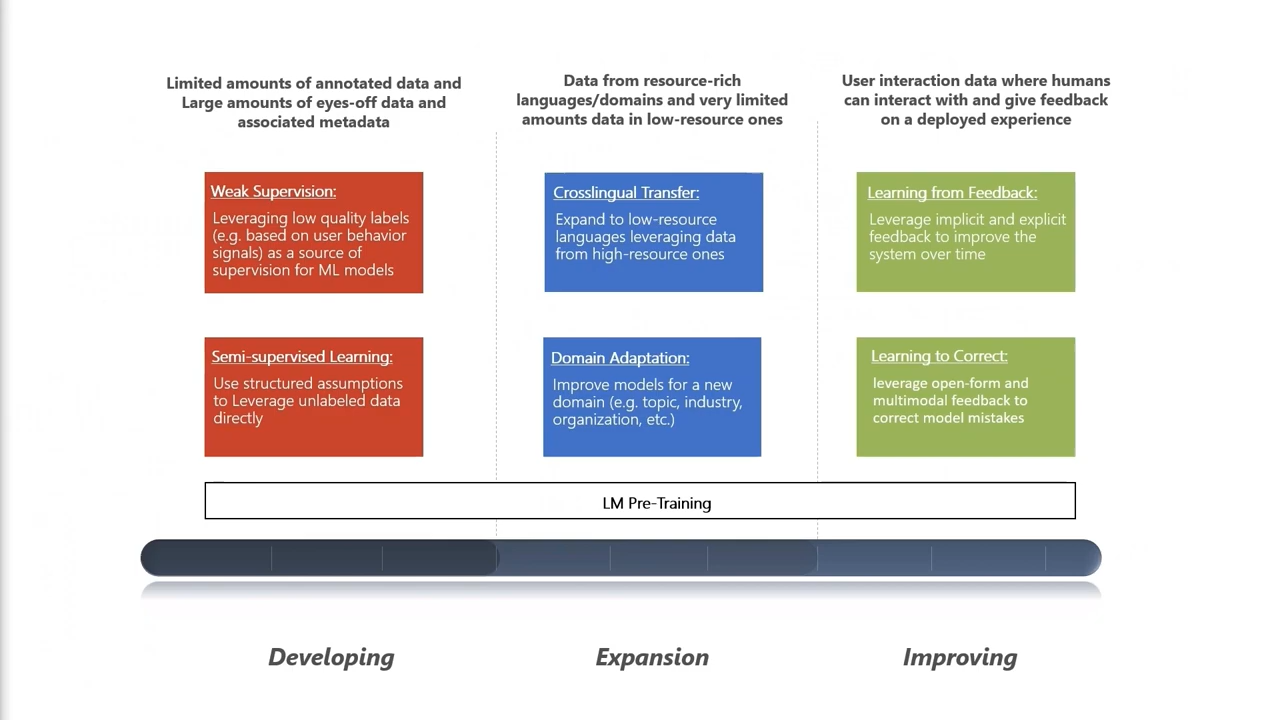 Limited amounts of annotated data and
Large amounts of eyes-off data and
associated metadata
Data from resource-rich
languages/domains and very limited
amounts data in low-resource ones
User interaction data where humans
can interact with and give feedback
on a deployed experience
Weak Supervision:
Leveraging low quality labels
(e.g. based on user behavior
signals) as a source of
supervision for ML models
Crosslingual Transfer:
Expand to low-resource
languages leveraging data
from high-resource ones
Learning from Feedback:
Leverage implicit and explicit
feedback to improve the
system over time
Semi-supervised Learning:
Use structured assumptions
to Leverage unlabeled data
directly
Domain Adaptation:
Improve models for a new
domain (e.g. topic, industry,
organization, etc.)
Learning to Correct:
leverage open-form and
multimodal feedback to
correct model mistakes
LM Pre-Training
Developing
Expansion
Improving